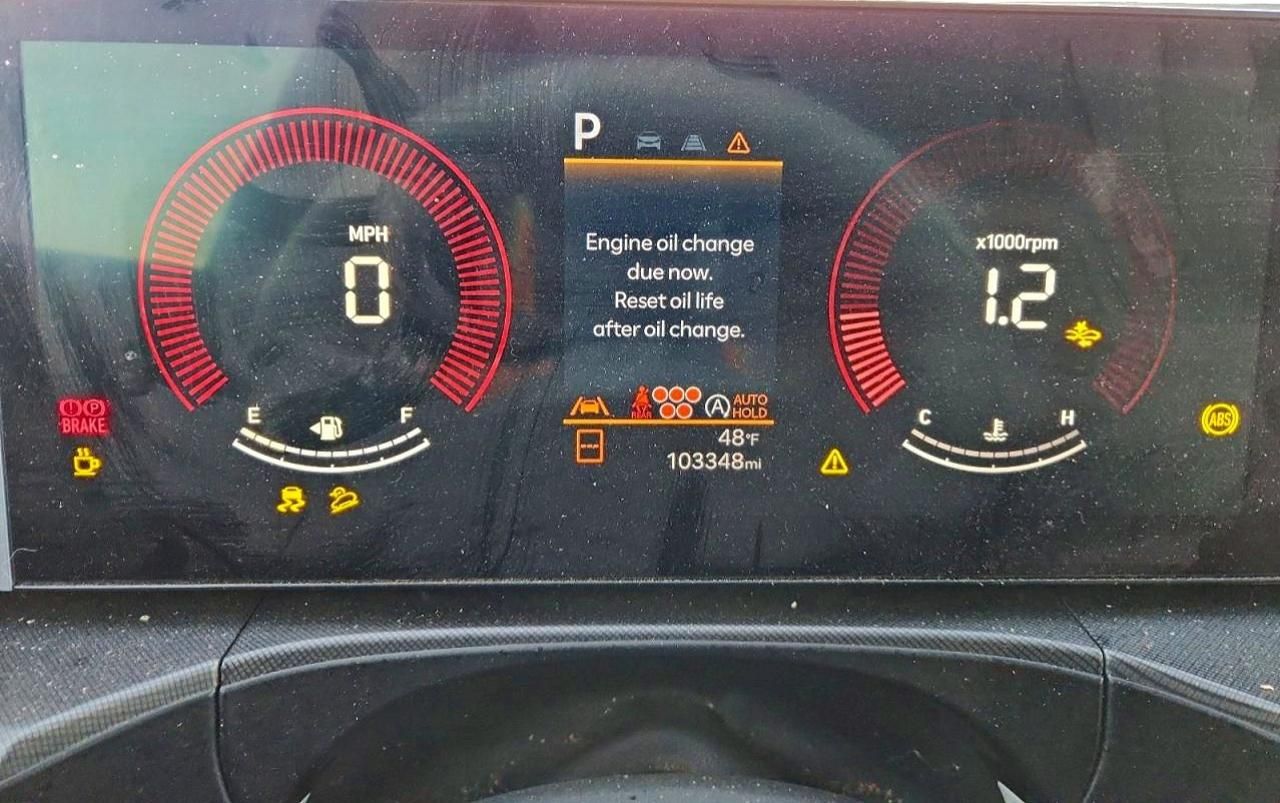 P
MPH
0
x1000rpm
1.2
Engine oil change
due now.
Reset oil life
after oil change.
P
BRAKE
E
F
REAR
A
AUTO
HOLD
C
H
ABS
---
48°F
103348mi